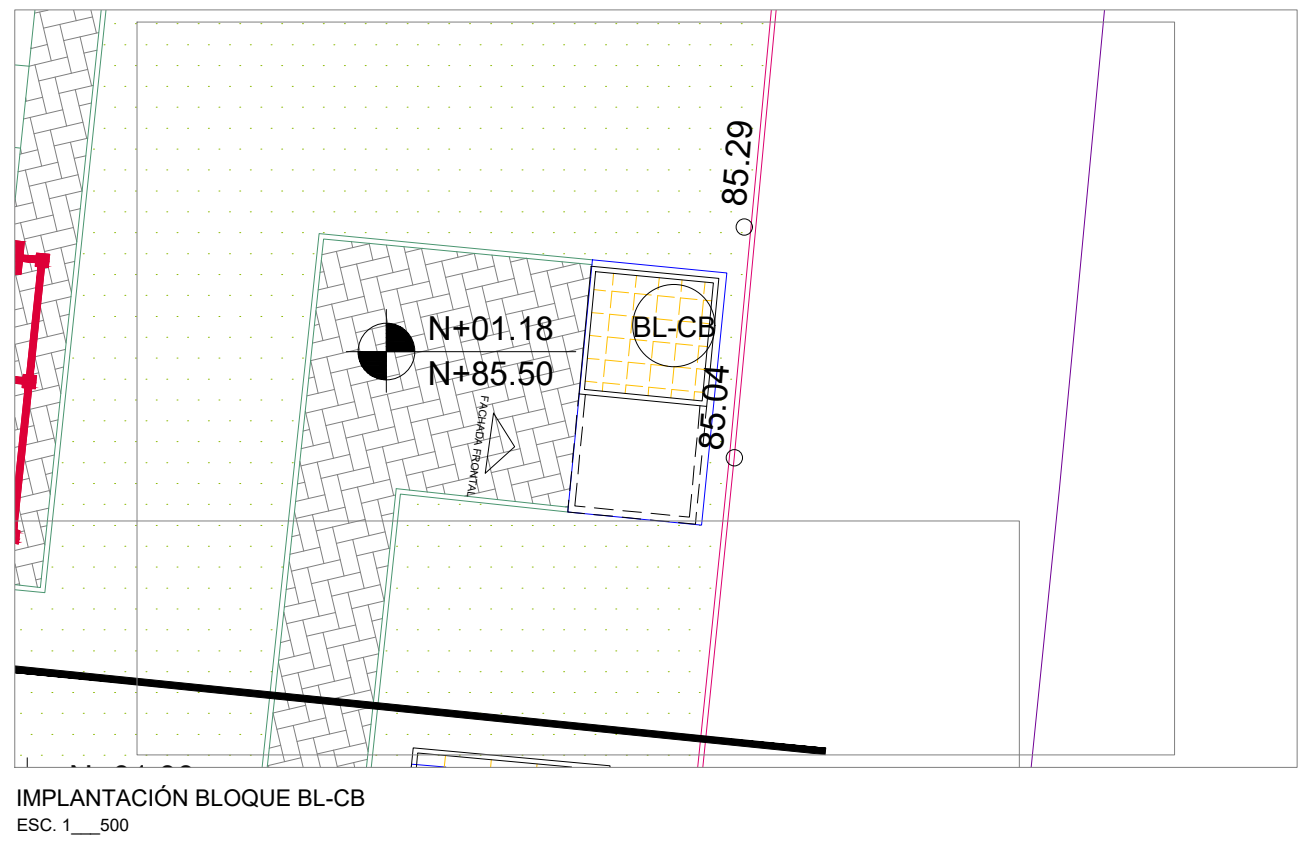 85.29
N+01.18
BL-CB
N+85.50
85.04
FACHADA FRONTAL
IMPLANTACIÓN BLOQUE BL-CB
ESC. 1___500